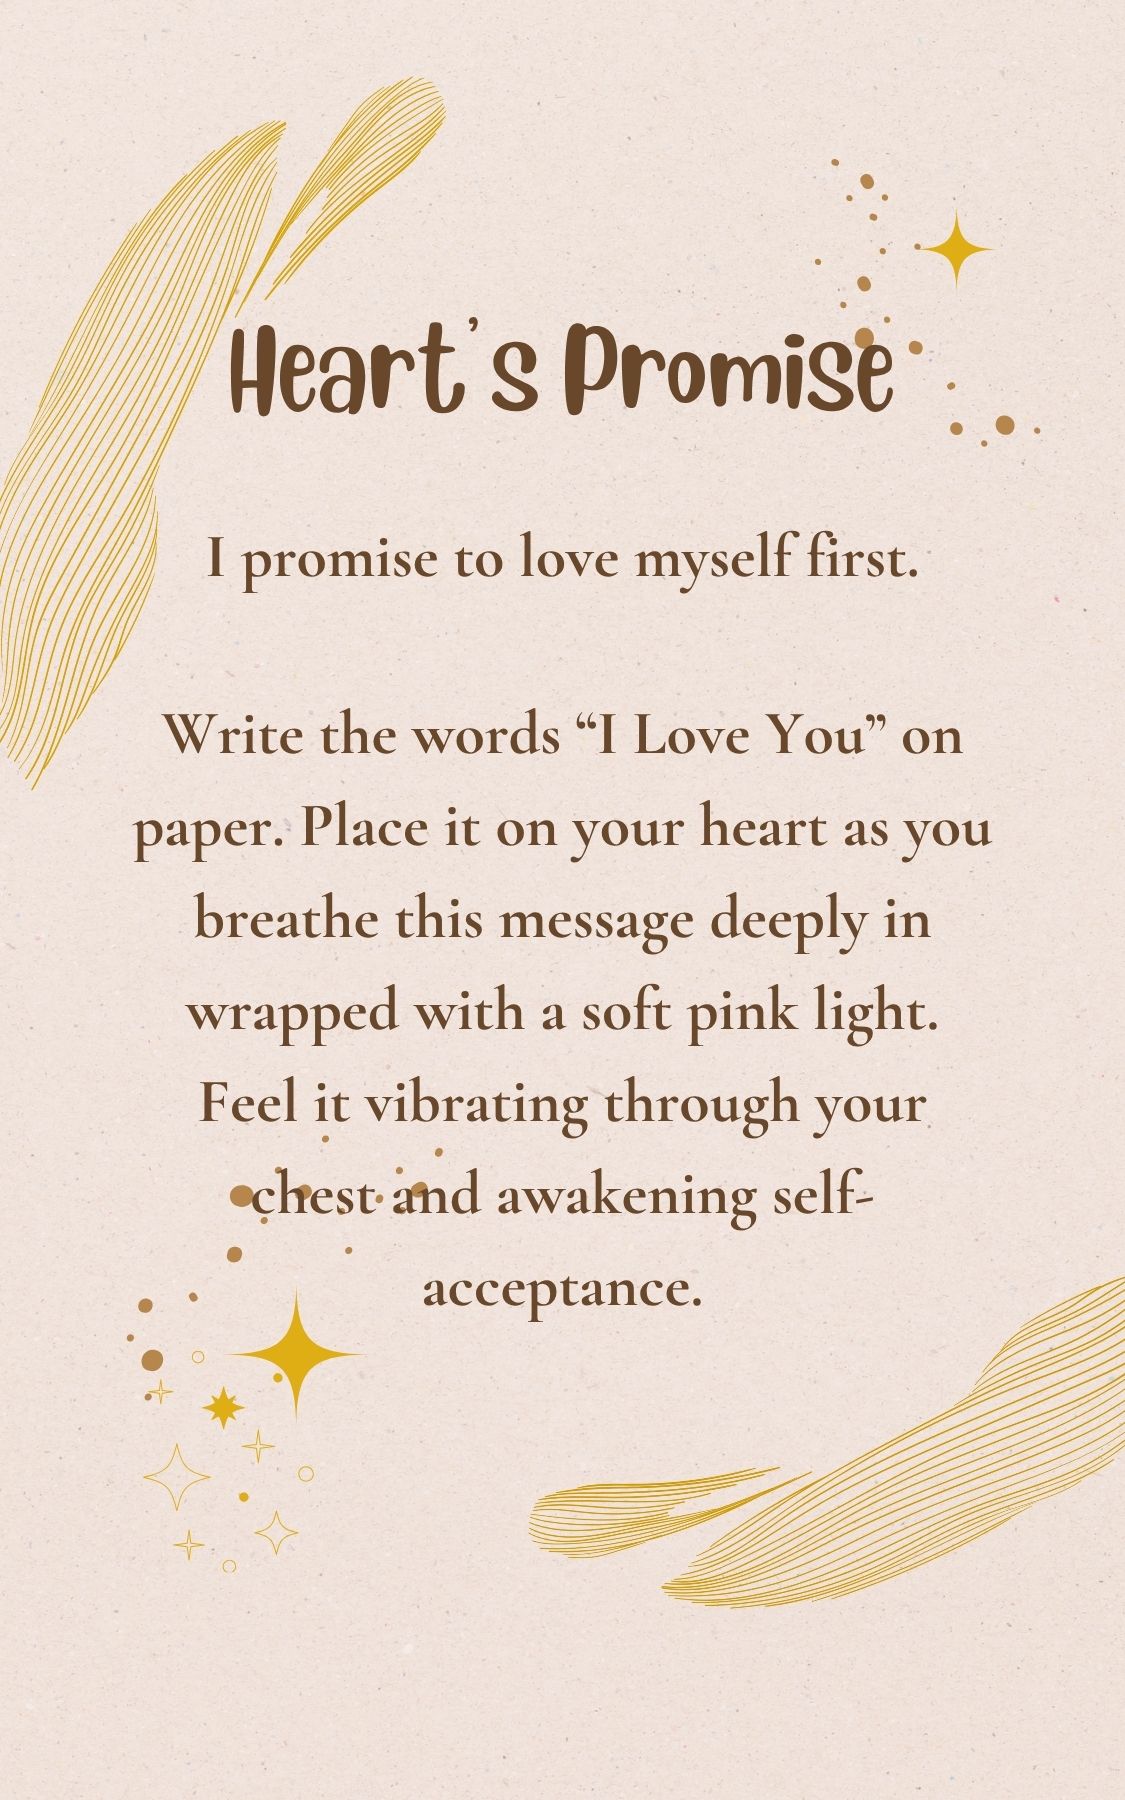 Heart's Promise
I promise to love myself first.
Write the words “I Love You” on
paper. Place it on your heart as you
breathe this message deeply in
wrapped with a soft pink light.
Feel it vibrating through your
chest and awakening self-
acceptance.